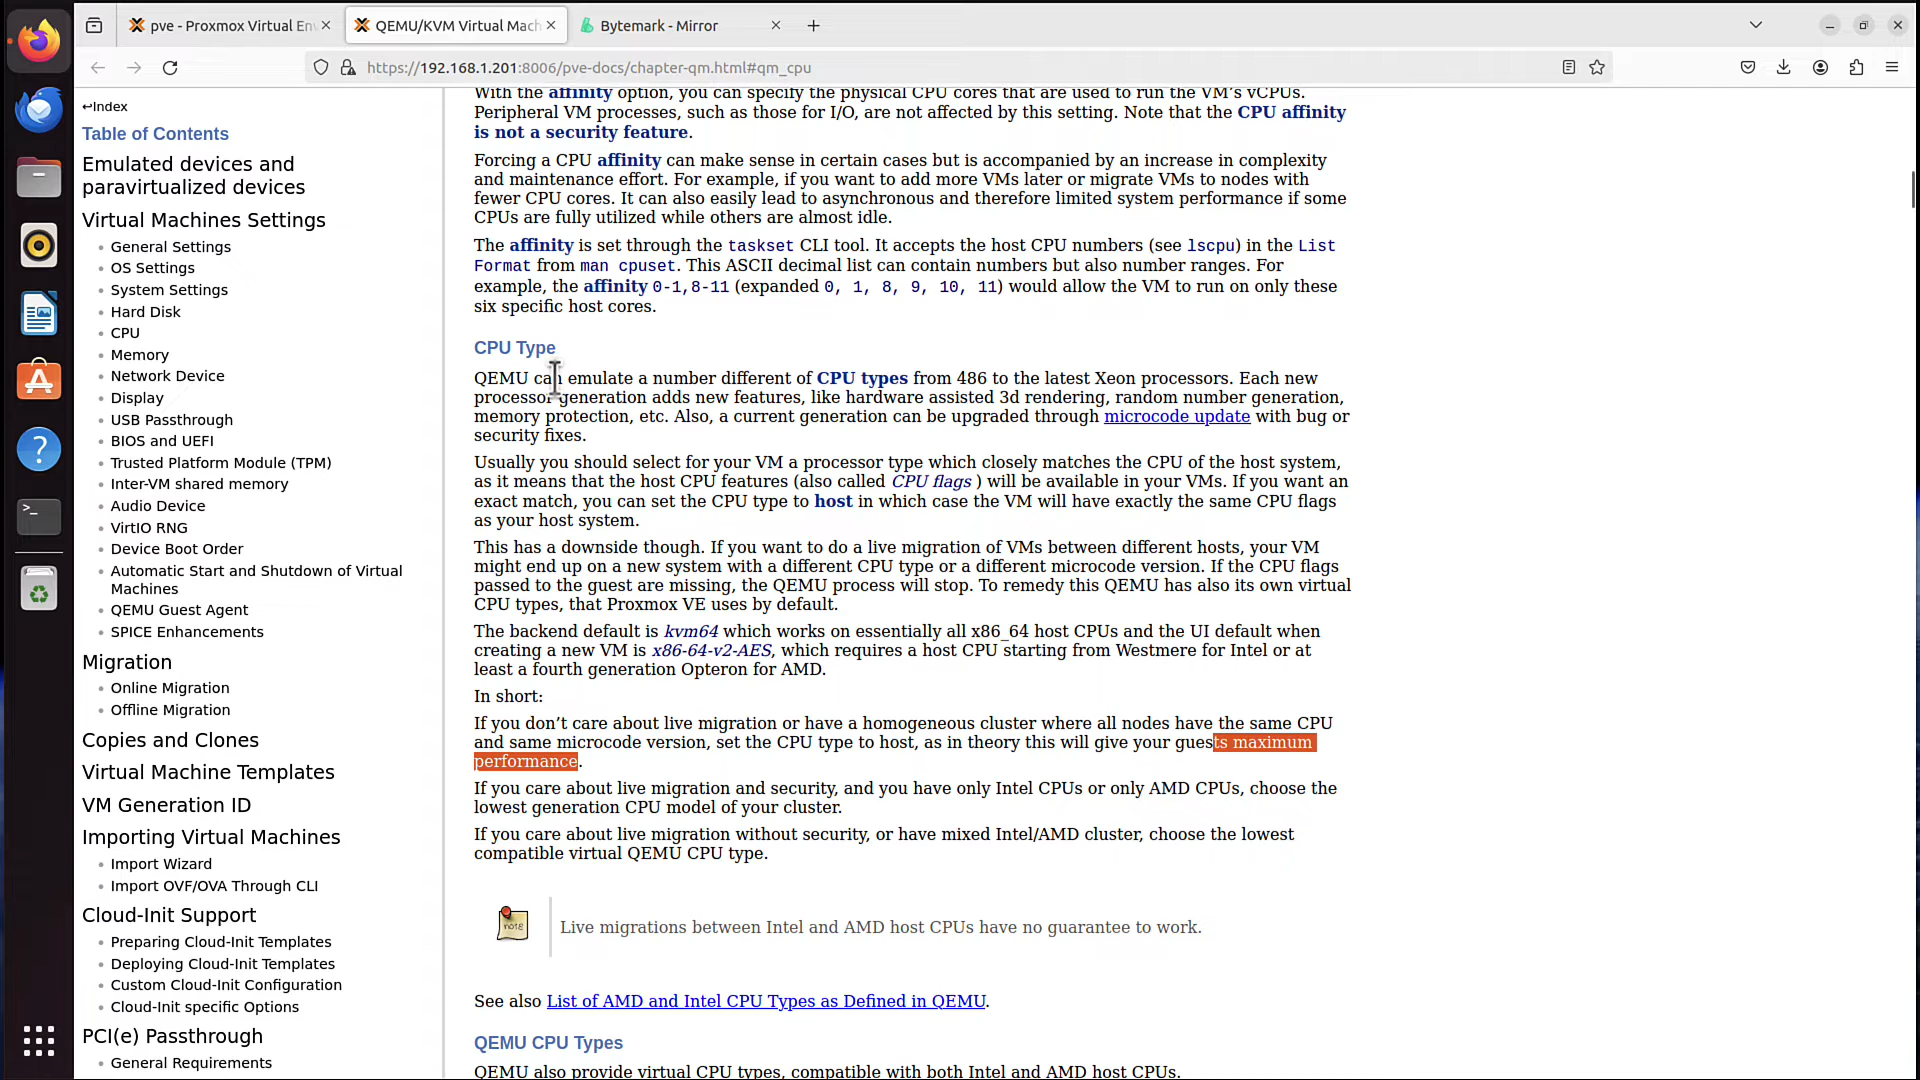 pve - Proxmox Virtual En
QEMU/KVM Virtual Mach
Bytemark - Mirror
https://192.168.1.201:8006/pve-docs/chapter-qm.html#qm_cpu
↩Index
Table of Contents
Emulated devices and
paravirtualized devices
Virtual Machines Settings
General Settings
OS Settings
System Settings
Hard Disk
CPU
Memory
Network Device
Display
USB Passthrough
BIOS and UEFI
Trusted Platform Module (TPM)
Inter-VM shared memory
Audio Device
VirtIO RNG
Device Boot Order
Automatic Start and Shutdown of Virtual
Machines
QEMU Guest Agent
SPICE Enhancements
Migration
Online Migration
Offline Migration
Copies and Clones
Virtual Machine Templates
VM Generation ID
Importing Virtual Machines
Import Wizard
Import OVF/OVA Through CLI
Cloud-Init Support
Preparing Cloud-Init Templates
Deploying Cloud-Init Templates
Custom Cloud-Init Configuration
Cloud-Init specific Options
PCI(e) Passthrough
General Requirements
With the affinity option, you can specify the physical CPU cores that are used to run the VM's vCPUs.
Peripheral VM processes, such as those for I/O, are not affected by this setting. Note that the CPU affinity
is not a security feature.
Forcing a CPU affinity can make sense in certain cases but is accompanied by an increase in complexity
and maintenance effort. For example, if you want to add more VMs later or migrate VMs to nodes with
fewer CPU cores. It can also easily lead to asynchronous and therefore limited system performance if some
CPUs are fully utilized while others are almost idle.
The affinity is set through the taskset CLI tool. It accepts the host CPU numbers (see lscpu) in the List
Format from man cpuset. This ASCII decimal list can contain numbers but also number ranges. For
example, the affinity 0-1,8-11 (expanded 0, 1, 8, 9, 10, 11) would allow the VM to run on only these
six specific host cores.
CPU Type
QEMU can emulate a number different of CPU types from 486 to the latest Xeon processors. Each new
processor generation adds new features, like hardware assisted 3d rendering, random number generation,
memory protection, etc. Also, a current generation can be upgraded through microcode update with bug or
security fixes.
Usually you should select for your VM a processor type which closely matches the CPU of the host system,
as it means that the host CPU features (also called CPU flags ) will be available in your VMs. If you want an
exact match, you can set the CPU type to host in which case the VM will have exactly the same CPU flags
as your host system.
This has a downside though. If you want to do a live migration of VMs between different hosts, your VM
might end up on a new system with a different CPU type or a different microcode version. If the CPU flags
passed to the guest are missing, the QEMU process will stop. To remedy this QEMU has also its own virtual
CPU types, that Proxmox VE uses by default.
The backend default is kvm64 which works on essentially all x86_64 host CPUs and the UI default when
creating a new VM is x86-64-v2-AES, which requires a host CPU starting from Westmere for Intel or at
least a fourth generation Opteron for AMD.
In short:
If you don't care about live migration or have a homogeneous cluster where all nodes have the same CPU
and same microcode version, set the CPU type to host, as in theory this will give your guests maximum
performance.
If you care about live migration and security, and you have only Intel CPUs or only AMD CPUs, choose the
lowest generation CPU model of your cluster.
If you care about live migration without security, or have mixed Intel/AMD cluster, choose the lowest
compatible virtual QEMU CPU type.
note
Live migrations between Intel and AMD host CPUs have no guarantee to work.
See also List of AMD and Intel CPU Types as Defined in QEMU.
QEMU CPU Types
QEMU also provide virtual CPU types, compatible with both Intel and AMD host CPUs.